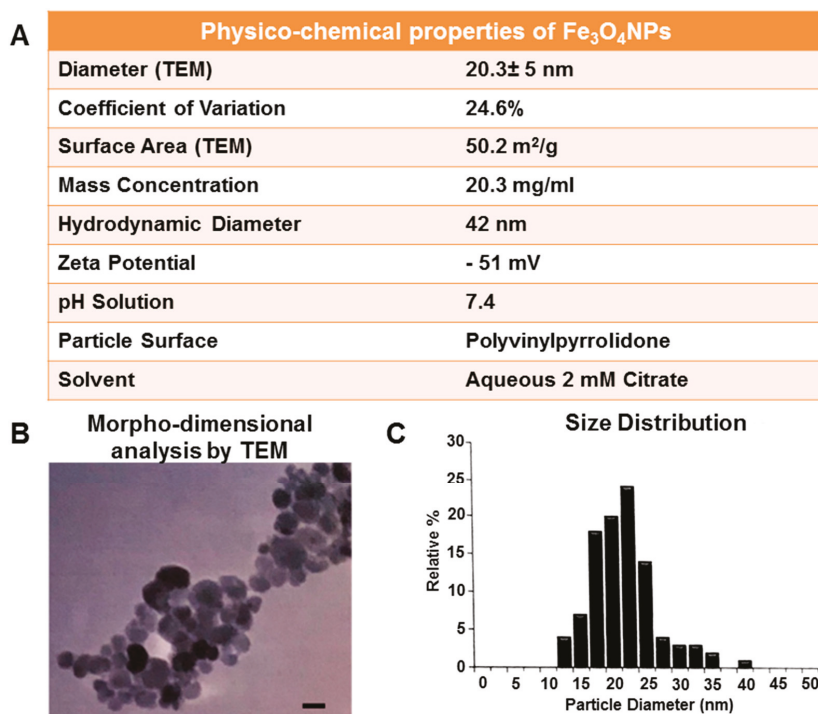 A
Physico-chemical properties of Fe₃O₄NPs
Diameter (TEM) 20.3± 5 nm
Coefficient of Variation 24.6%
Surface Area (TEM) 50.2 m²/g
Mass Concentration 20.3 mg/ml
Hydrodynamic Diameter 42 nm
Zeta Potential - 51 mV
pH Solution 7.4
Particle Surface Polyvinylpyrrolidone
Solvent Aqueous 2 mM Citrate
B
Morpho-dimensional
analysis by TEM
C
Size Distribution
Relative %
30
25
20
15
10
5
0
0 5 10 15 20 25 30 35 40 45 50
Particle Diameter (nm)